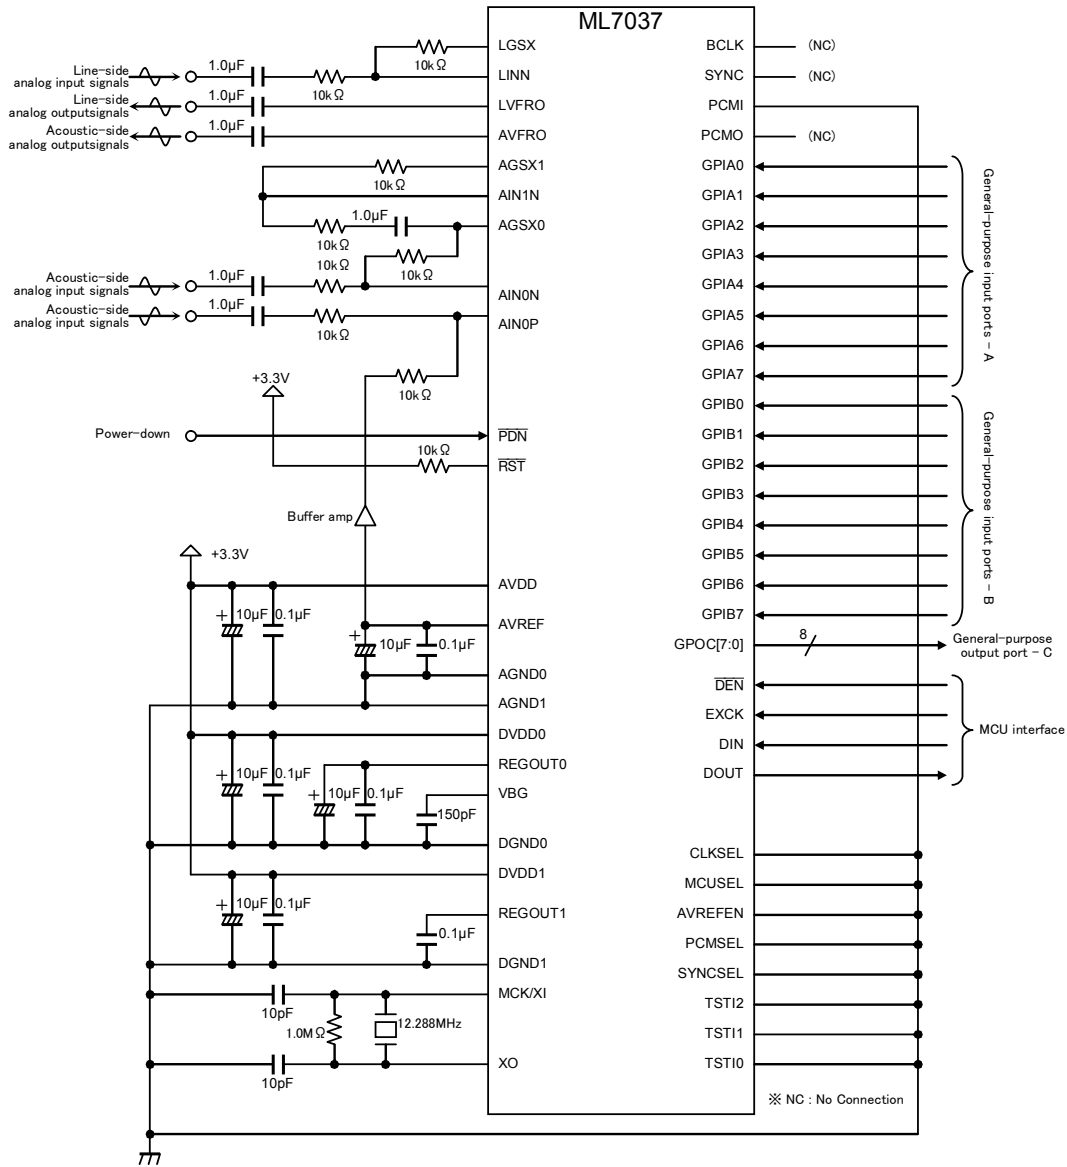 ML7037
LGSX
10kΩ
Line-side
analog input signals
1.0μF
10kΩ
LINN
Line-side
analog outputsignals
1.0μF
LVFRO
Acoustic-side
analog outputsignals
1.0μF
AVFRO
AGSX1
10kΩ
AIN1N
1.0μF
10kΩ
AGSX0
10kΩ
10kΩ
Acoustic-side
analog input signals
1.0μF
AIN0N
Acoustic-side
analog input signals
1.0μF
10kΩ
AIN0P
10kΩ
+3.3V
Power-down
PDN
10kΩ
RST
Buffer amp
+3.3V
AVDD
+
10μF
0.1μF
AVREF
+
10μF
0.1μF
AGND0
AGND1
DVDD0
+
10μF
0.1μF
REGOUT0
+
10μF
0.1μF
VBG
150pF
DGND0
DVDD1
+
10μF
0.1μF
REGOUT1
0.1μF
DGND1
MCK/XI
10pF
1.0MΩ
12.288MHz
XO
10pF
BCLK
(NC)
SYNC
(NC)
PCMI
PCMO
(NC)
GPIA0
GPIA1
GPIA2
GPIA3
GPIA4
GPIA5
GPIA6
GPIA7
General-purpose input ports - A
GPIB0
GPIB1
GPIB2
GPIB3
GPIB4
GPIB5
GPIB6
GPIB7
General-purpose input ports - B
GPOC[7:0]
8
General-purpose
output port - C
DEN
EXCK
DIN
DOUT
MCU interface
CLKSEL
MCUSEL
AVREFEN
PCMSEL
SYNCSEL
TSTI2
TSTI1
TSTI0
※ NC : No Connection